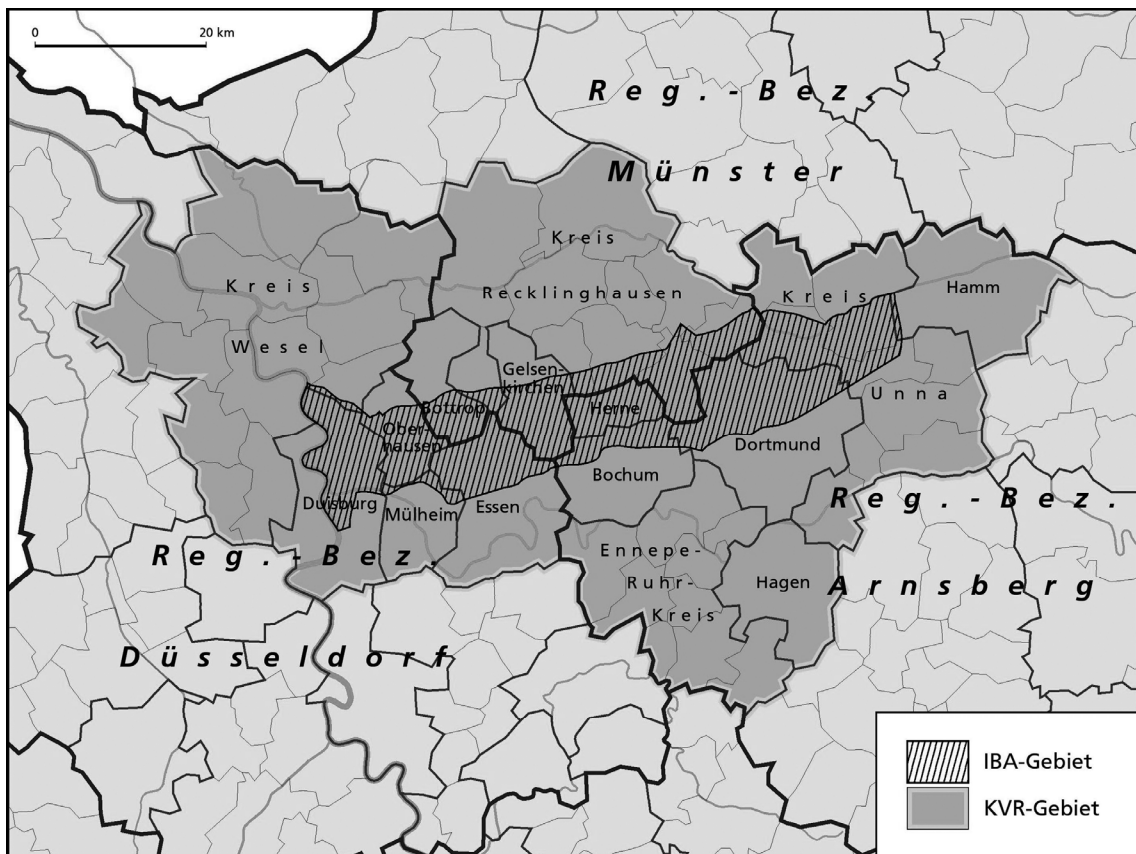 0 20 km
Reg.-Bez
Münster
Kreis
Recklinghausen
Kreis
Wesel
Kreis
Unna
Hamm
Gelsen-
kirchen
Bottrop
Ober-
hausen
Herne
Dortmund
Bochum
Duisburg
Mülheim
Essen
Reg.-Bez.
Düsseldorf
Ennepe-
Ruhr-
Kreis
Hagen
Reg.-Bez.
Arnsberg
IBA-Gebiet
KVR-Gebiet